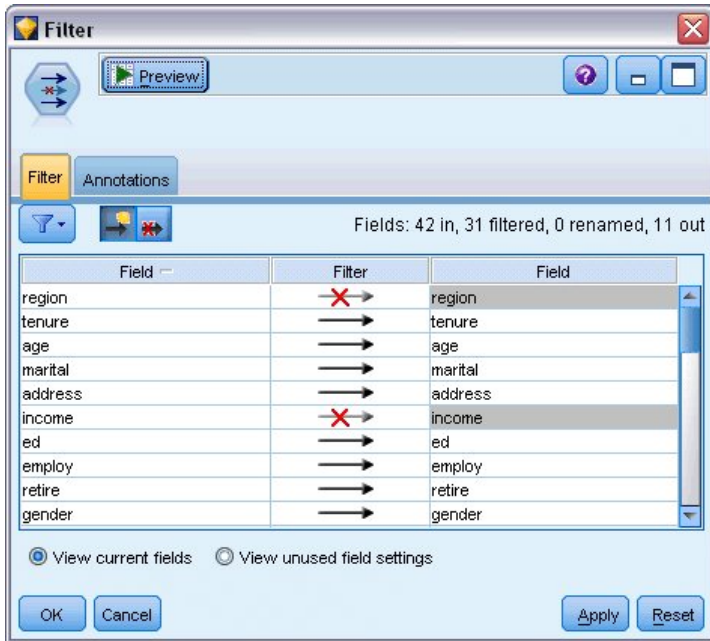 Filter
Preview
Filter
Annotations
Fields: 42 in, 31 filtered, 0 renamed, 11 out
Field Filter Field
region region
tenure tenure
age age
marital marital
address address
income income
ed ed
employ employ
retire retire
gender gender
View current fields View unused field settings
OK Cancel Apply Reset